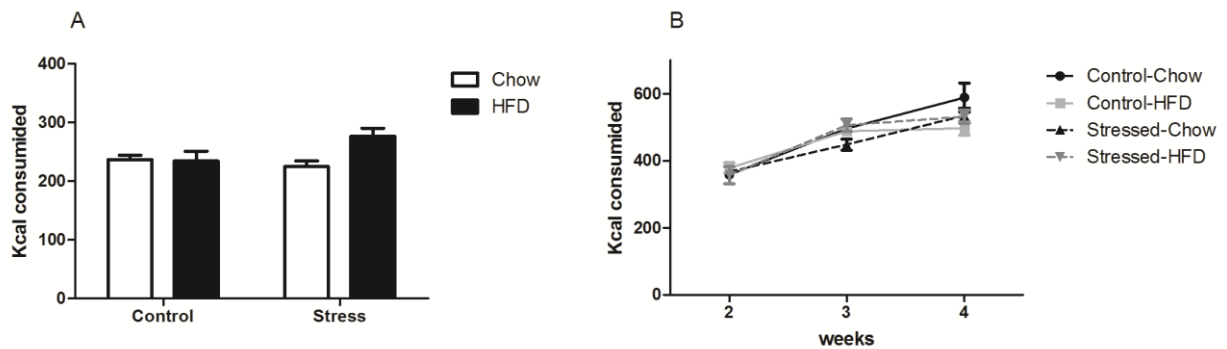 A
Kcal consumided
400
300
200
100
0
Control
Stress
Chow
HFD
B
Kcal consumided
600
400
200
0
2
3
4
weeks
Control-Chow
Control-HFD
Stressed-Chow
Stressed-HFD